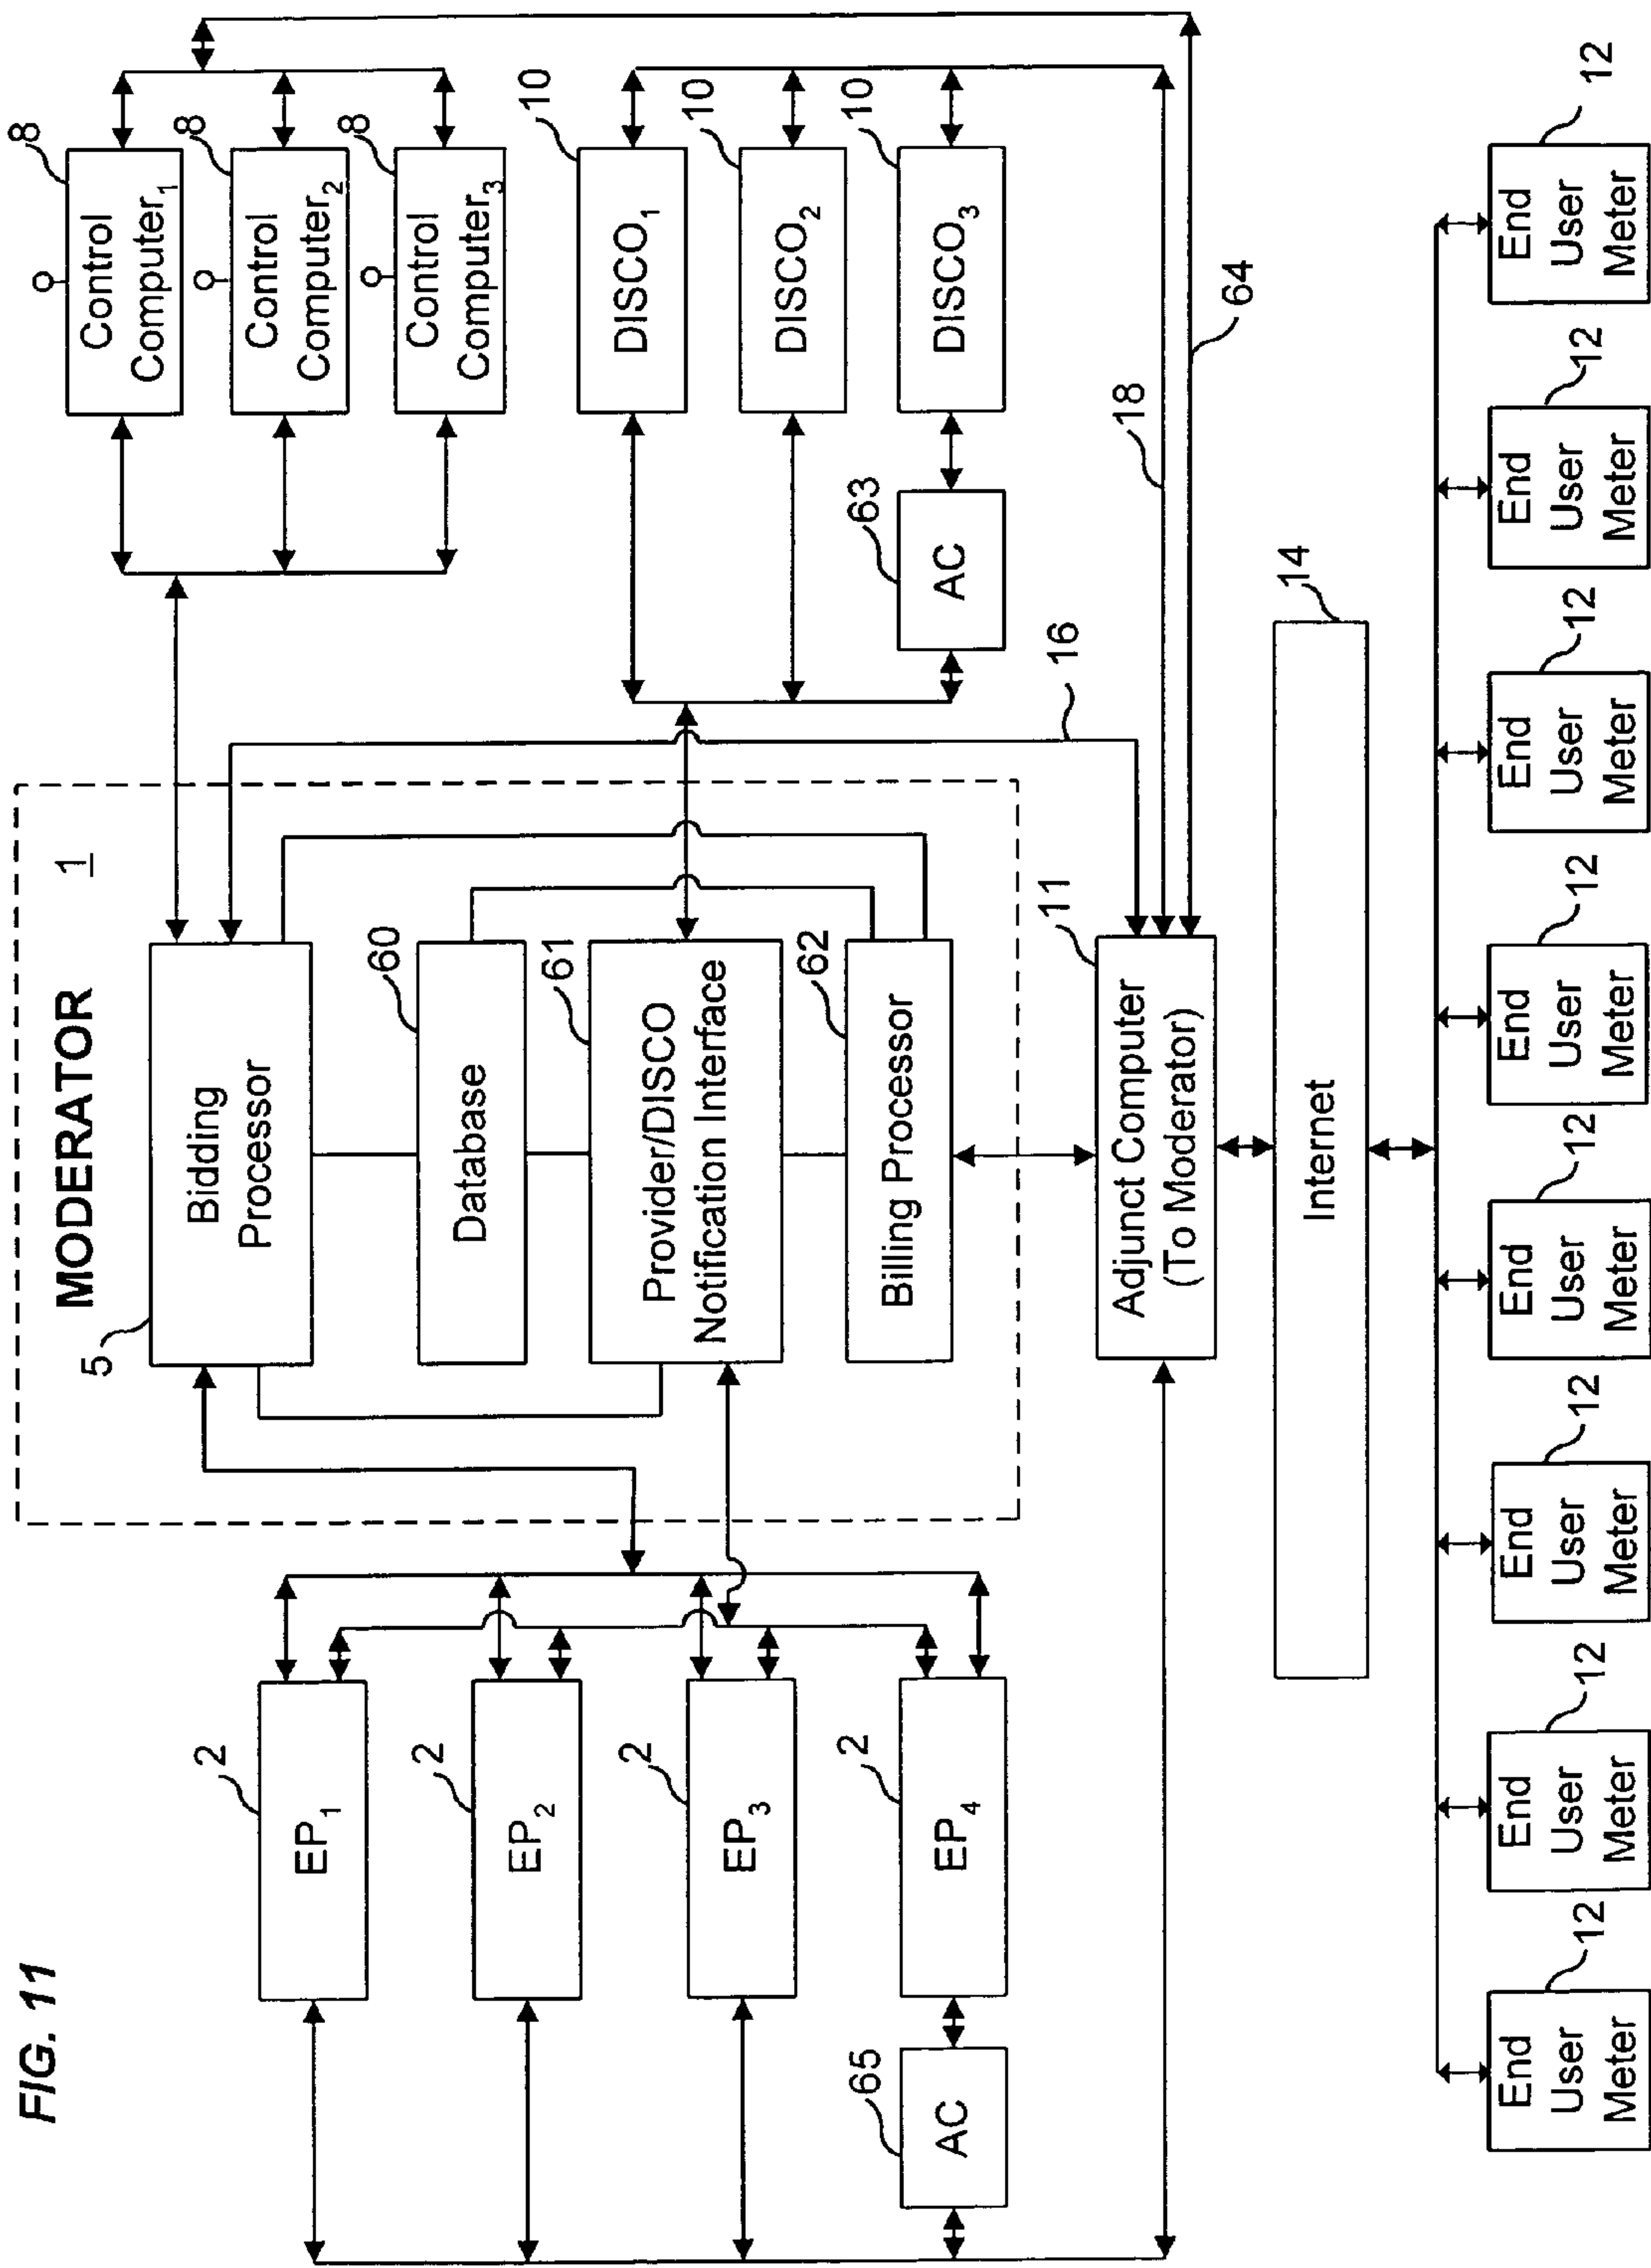 FIG. 11
MODERATOR 1
5
Bidding
Processor
60
Database
61
Provider/DISCO
Notification Interface
62
Billing Processor
2
EP1
2
EP2
2
EP3
2
EP4
65
AC
8
Control
Computer1
8
Control
Computer2
8
Control
Computer3
10
DISCO1
10
DISCO2
10
DISCO3
63
AC
16
18
64
11
Adjunct Computer
(To Moderator)
14
Internet
12
End
User
Meter
12
End
User
Meter
12
End
User
Meter
12
End
User
Meter
12
End
User
Meter
12
End
User
Meter
12
End
User
Meter
12
End
User
Meter